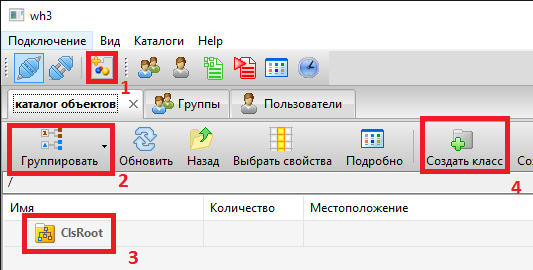 wh3
Подключение Вид Каталоги Help
1
каталог объектов Группы Пользователи
Группировать Обновить Назад Выбрать свойства Подробно Создать класс
2
4
/
Имя Количество Местоположение
ClsRoot
3